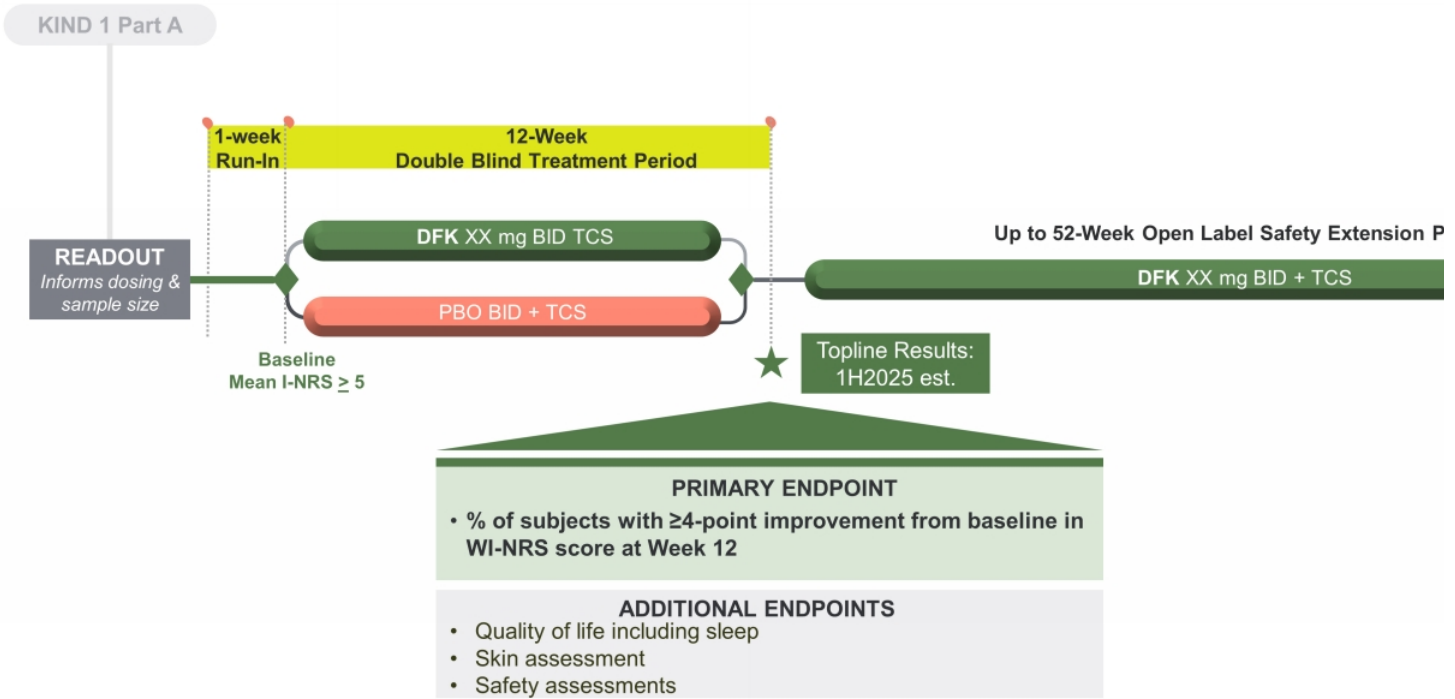 KIND 1 Part A
1-week
Run-In
12-Week
Double Blind Treatment Period
READOUT
Informs dosing &
sample size
DFK XX mg BID TCS
PBO BID + TCS
Up to 52-Week Open Label Safety Extension P
DFK XX mg BID + TCS
Baseline
Mean I-NRS ≥ 5
Topline Results:
1H2025 est.
PRIMARY ENDPOINT
• % of subjects with ≥4-point improvement from baseline in
WI-NRS score at Week 12
ADDITIONAL ENDPOINTS
• Quality of life including sleep
• Skin assessment
• Safety assessments